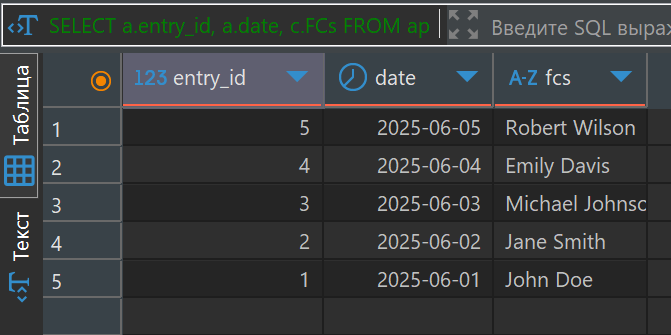 SELECT a.entry_id, a.date, c.FCs FROM ap Введите SQL выраж
Таблица
Текст
123 entry_id date A-Z fcs
1 5 2025-06-05 Robert Wilson
2 4 2025-06-04 Emily Davis
3 3 2025-06-03 Michael Johnso
4 2 2025-06-02 Jane Smith
5 1 2025-06-01 John Doe